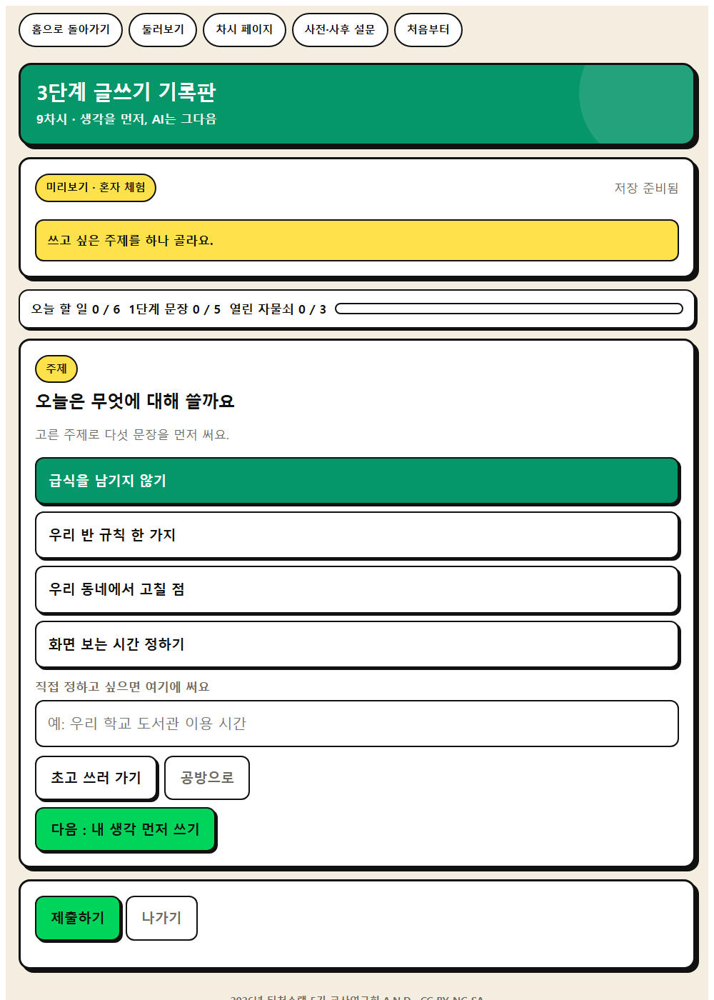 홈으로 돌아가기 둘러보기 차시 페이지 사전·사후 설문 처음부터
3단계 글쓰기 기록판
9차시 · 생각을 먼저, AI는 그다음
미리보기 · 혼자 체험 저장 준비됨
쓰고 싶은 주제를 하나 골라요.
오늘 할 일 0 / 6 1단계 문장 0 / 5 열린 자물쇠 0 / 3
주제
오늘은 무엇에 대해 쓸까요
고른 주제로 다섯 문장을 먼저 써요.
급식을 남기지 않기
우리 반 규칙 한 가지
우리 동네에서 고칠 점
화면 보는 시간 정하기
직접 정하고 싶으면 여기에 써요
예: 우리 학교 도서관 이용 시간
초고 쓰러 가기 공방으로
다음 : 내 생각 먼저 쓰기
제출하기 나가기